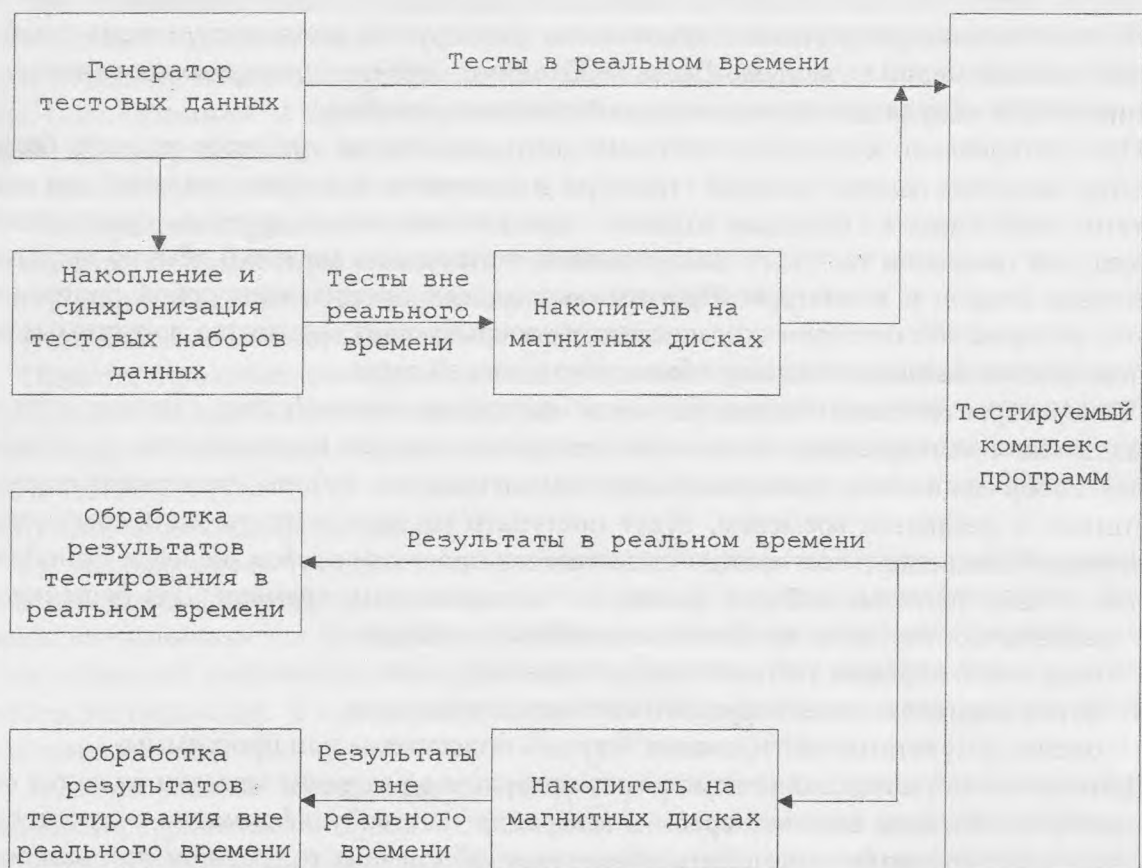 Генератор
тестовых данных
Тесты в реальном времени
Накопление и
синхронизация
тестовых наборов
данных
Тесты вне
реального
времени
Накопитель на
магнитных дисках
Тестируемый
комплекс
программ
Обработка
результатов
тестирования в
реальном времени
Результаты в реальном времени
Обработка
результатов
тестирования вне
реального времени
Результаты
вне
реального
времени
Накопитель на
магнитных дисках